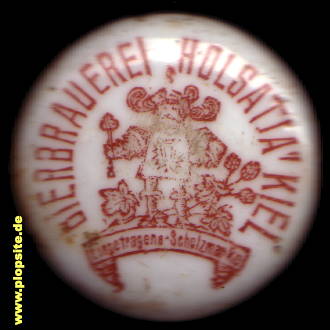 BIERBRAUEREI „HOLSATIA” KIEL
Eingetragene-Schutzmarke
www.plopsite.de